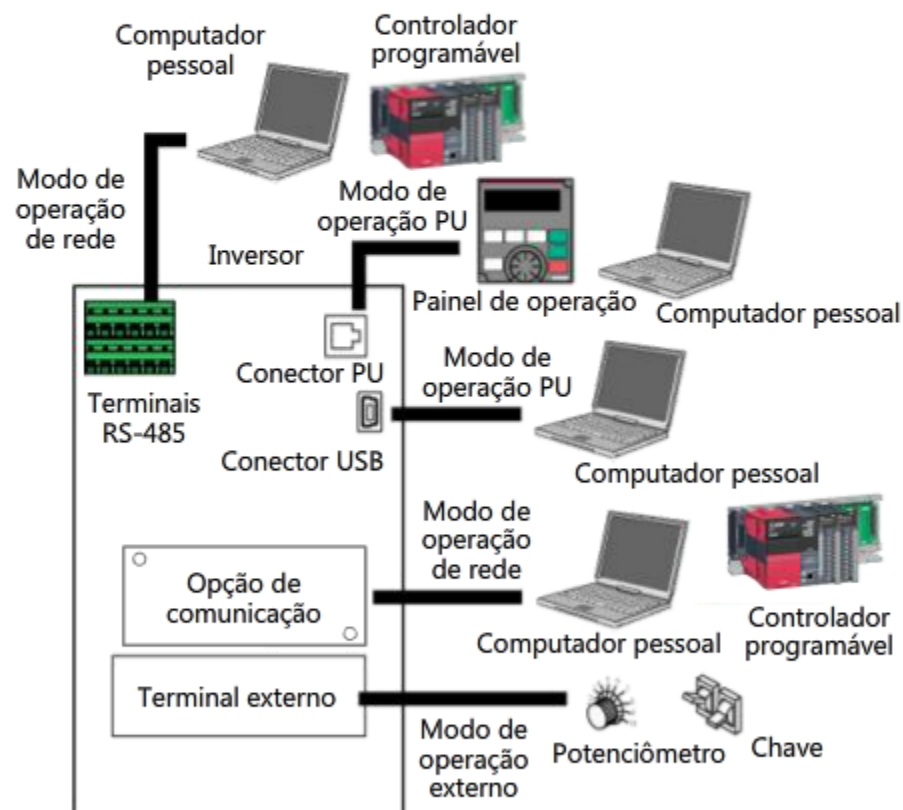 Computador
pessoal
Controlador
programável
Modo de
operação
de rede
Modo de
operação PU
Inversor
Painel de operação
Computador pessoal
Conector PU
Modo de
operação PU
Terminais
RS-485
Conector USB
Computador pessoal
Modo de
operação
de rede
Opção de
comunicação
Controlador
programável
Computador pessoal
Terminal externo
Modo de
operação
externo
Potenciômetro
Chave